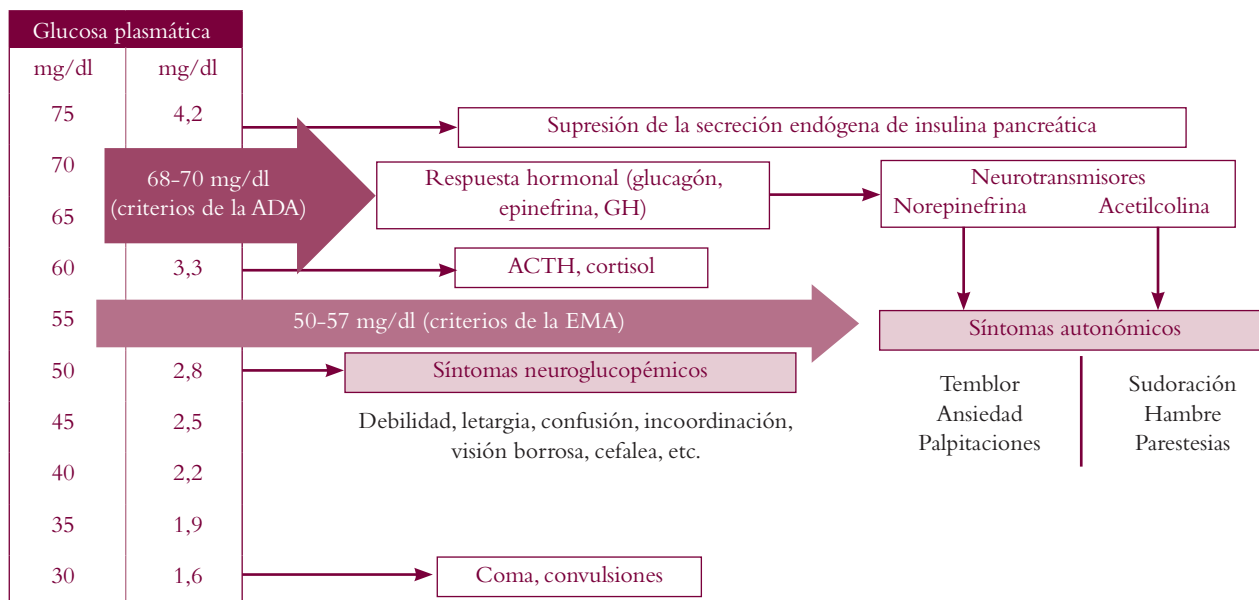 Glucosa plasmática
mg/dl mg/dl
75 4,2
Supresión de la secreción endógena de insulina pancreática
70
68-70 mg/dl
(criterios de la ADA)
65
Respuesta hormonal (glucagón,
epinefrina, GH)
Neurotransmisores
Norepinefrina Acetilcolina
60 3,3
ACTH, cortisol
55
50-57 mg/dl (criterios de la EMA)
Síntomas autonómicos
50 2,8
Síntomas neuroglucopémicos
Temblor
Ansiedad
Palpitaciones
Sudoración
Hambre
Parestesias
45 2,5
Debilidad, letargia, confusión, incoordinación,
visión borrosa, cefalea, etc.
40 2,2
35 1,9
30 1,6
Coma, convulsiones